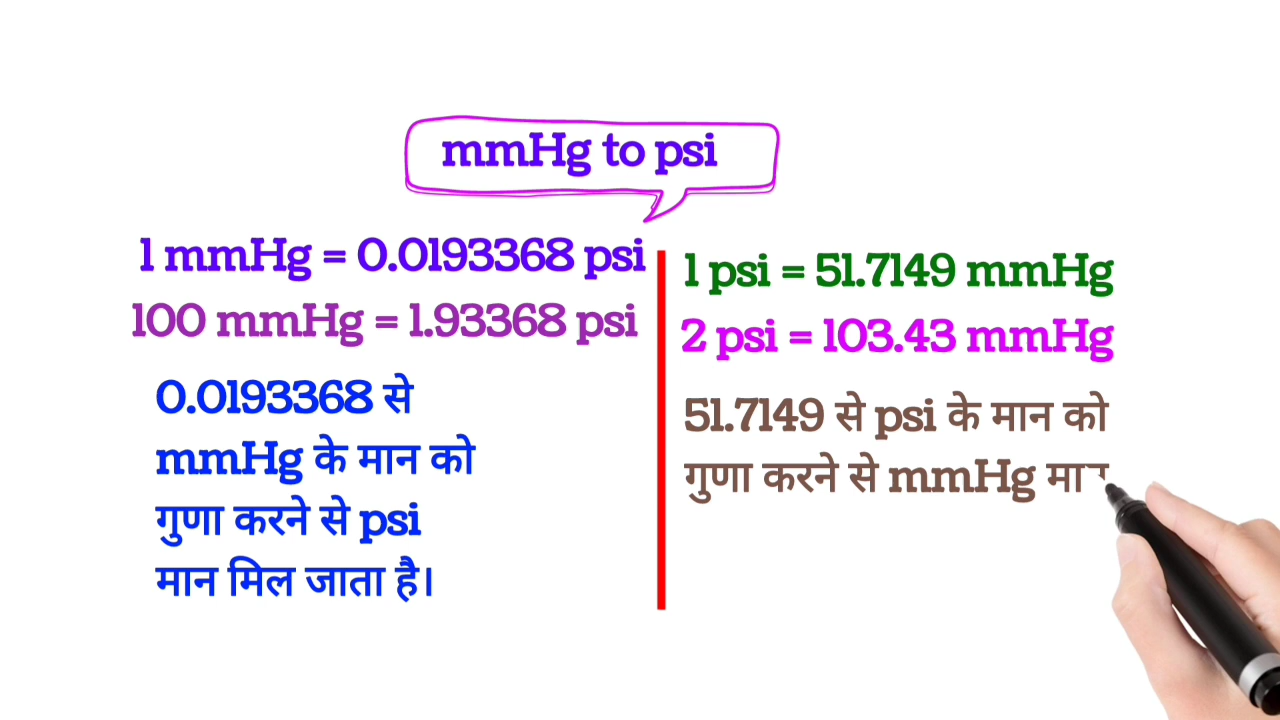 mmHg to psi
1 mmHg = 0.0193368 psi
100 mmHg = 1.93368 psi
0.0193368 से
mmHg के मान को
गुणा करने से psi
मान मिल जाता है।
1 psi = 51.7149 mmHg
2 psi = 103.43 mmHg
51.7149 से psi के मान को
गुणा करने से mmHg